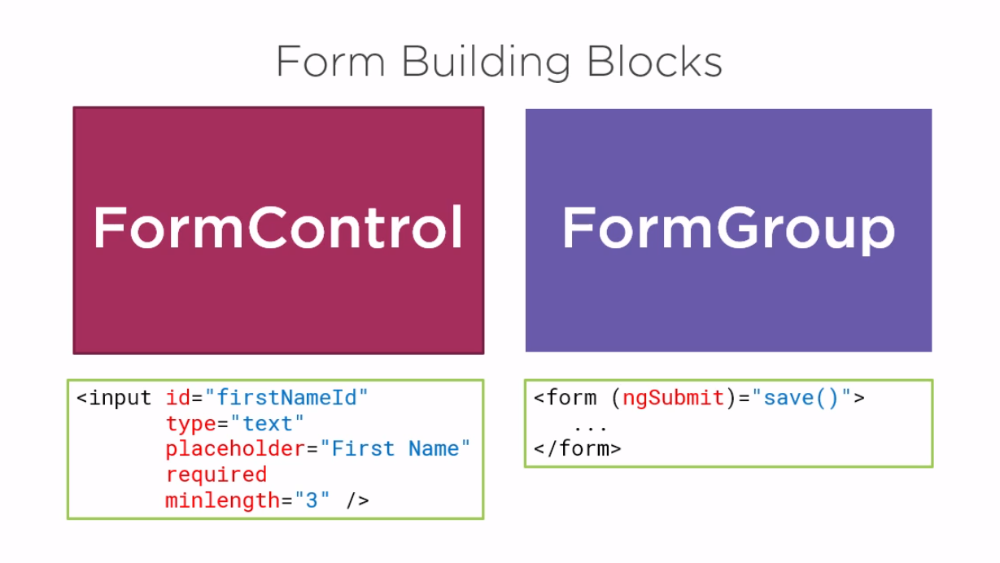 Form Building Blocks
FormControl
FormGroup
<input id="firstNameId"
type="text"
placeholder="First Name"
required
minlength="3" />
<form (ngSubmit)="save()">
...
</form>